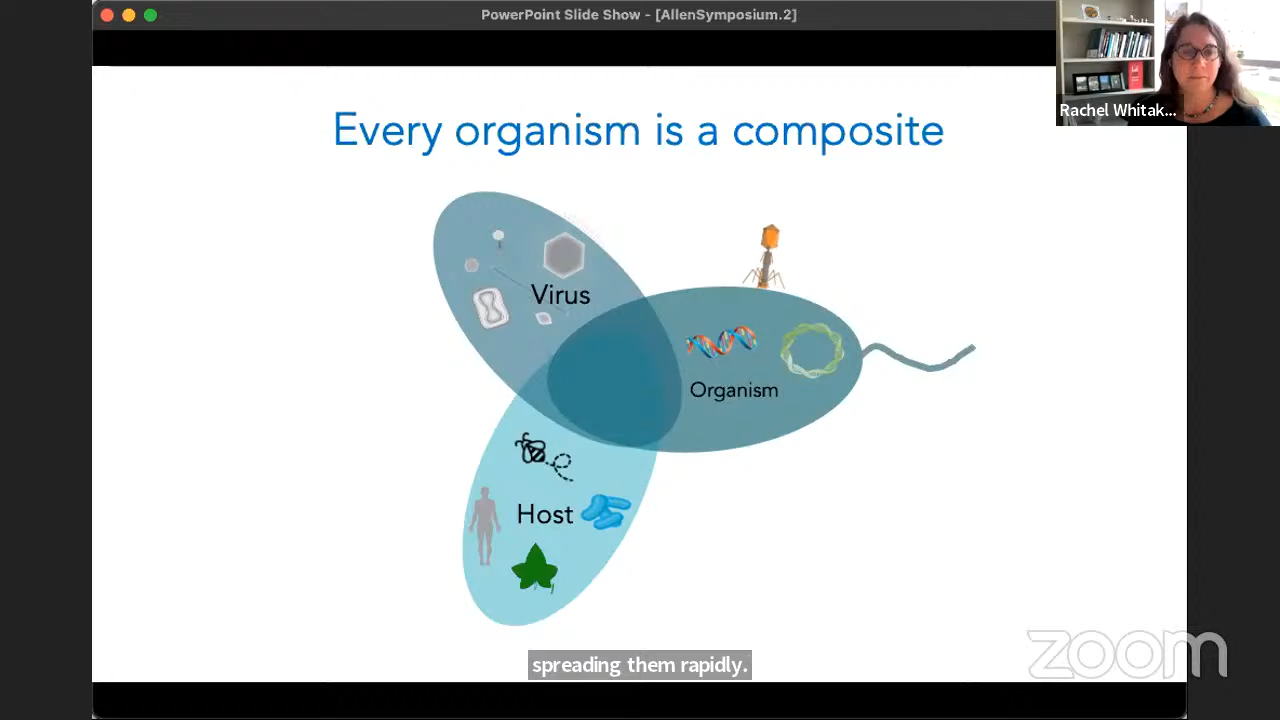 PowerPoint Slide Show - [AllenSymposium.2]
Rachel Whitak...
Every organism is a composite
Virus
Organism
Host
spreading them rapidly.
zoom